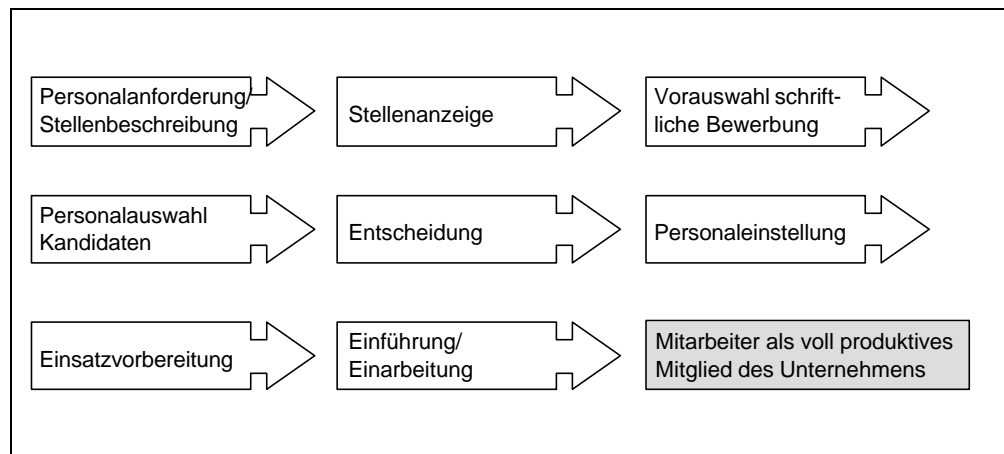 Personalanforderung/
Stellenbeschreibung
Stellenanzeige
Vorauswahl schrift-
liche Bewerbung
Personalauswahl
Kandidaten
Entscheidung
Personaleinstellung
Einsatzvorbereitung
Einführung/
Einarbeitung
Mitarbeiter als voll produktives
Mitglied des Unternehmens